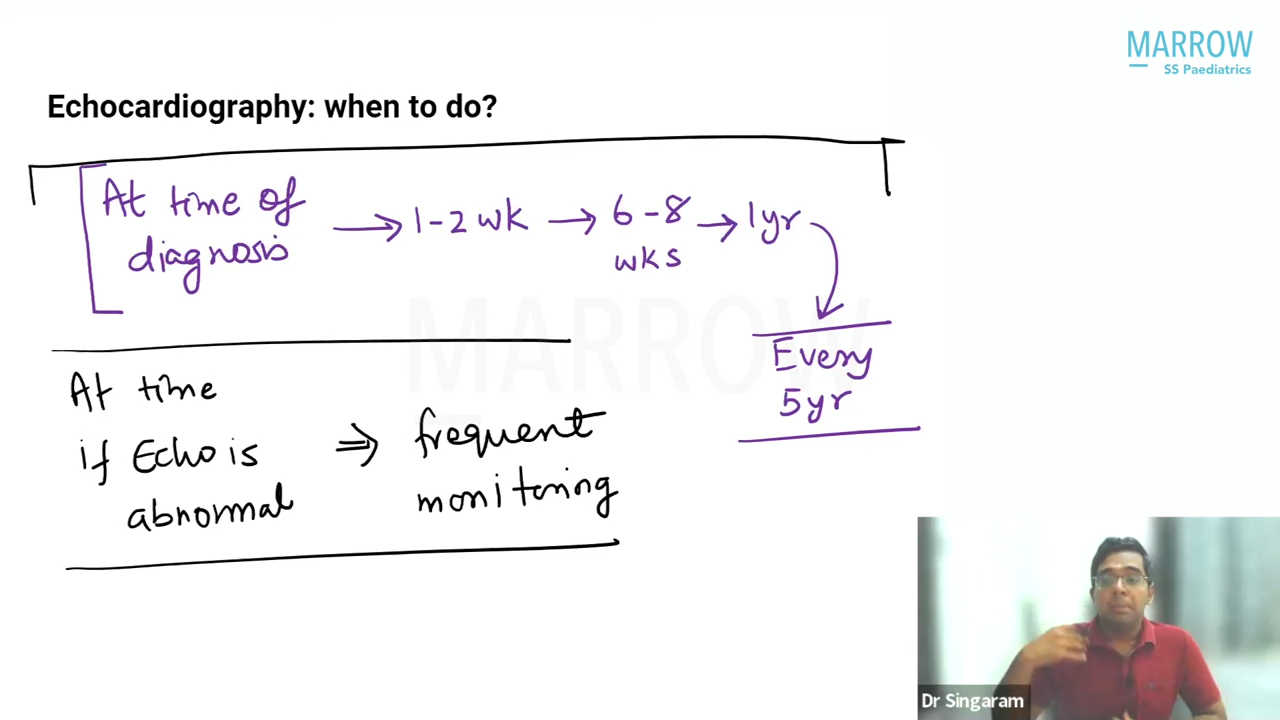 MARROW
SS Paediatrics
Echocardiography: when to do?
At time of diagnosis → 1-2 wk → 6-8 wks → 1yr
Every
5yr
At time
if Echo is abnormal ⇒ frequent monitoring
MARROW
Dr Singaram